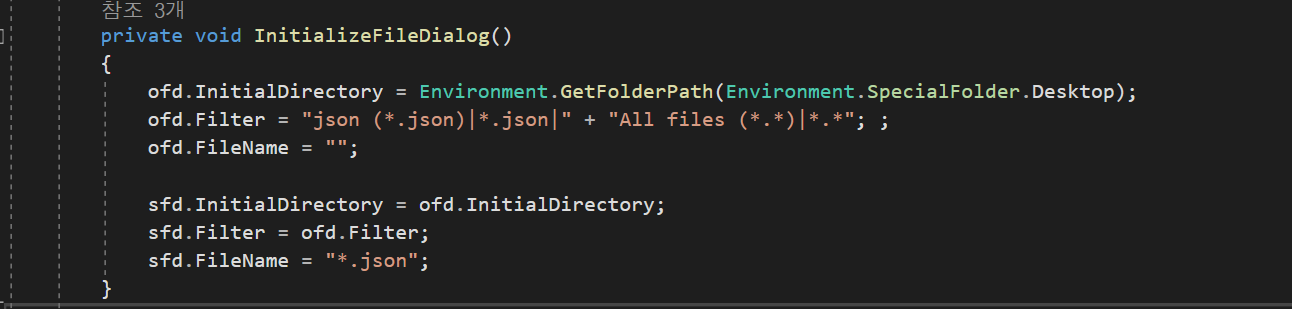 참조 3개
private void InitializeFileDialog()
{
ofd.InitialDirectory = Environment.GetFolderPath(Environment.SpecialFolder.Desktop);
ofd.Filter = "json (*.json)|*.json|" + "All files (*.*)|*.*"; ;
ofd.FileName = "";
sfd.InitialDirectory = ofd.InitialDirectory;
sfd.Filter = ofd.Filter;
sfd.FileName = "*.json";
}